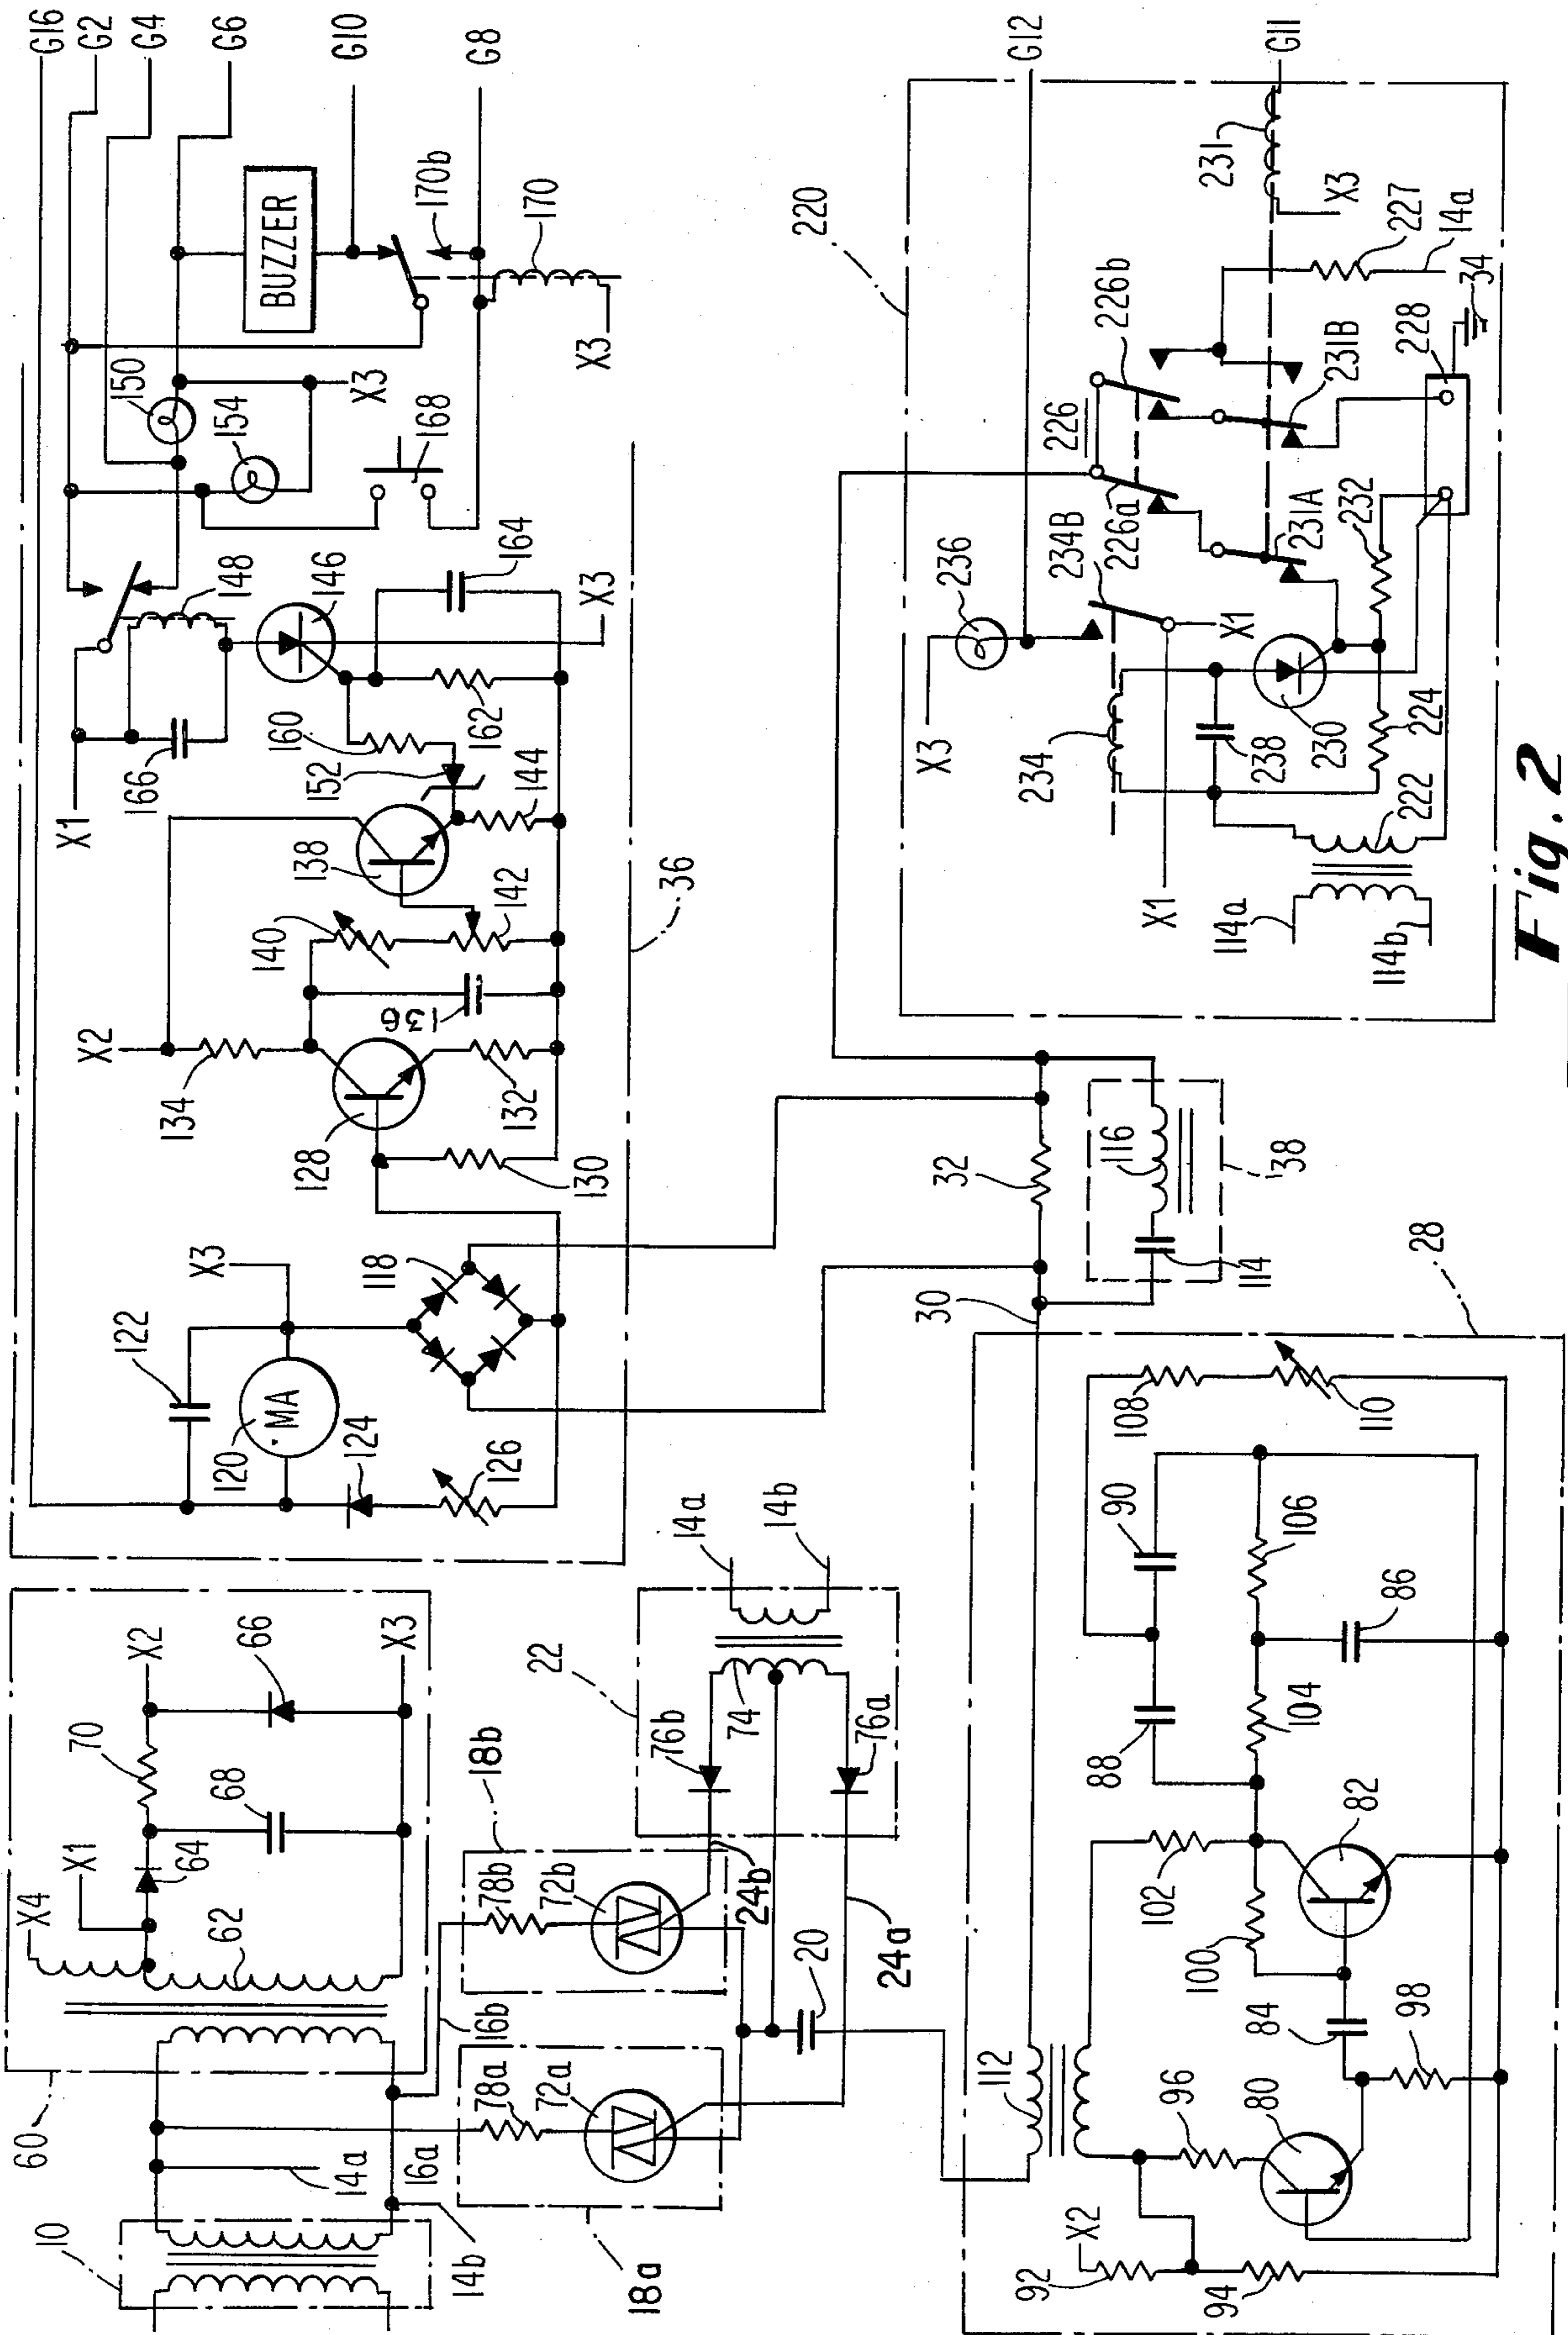 G16
G2
G4
G6
G10
G8
X1
166
148
146
150
154
X3
168
BUZZER
170b
170
X3
164
X3
162
160
152
144
138
142
140
136
X2
134
132
128
130
36
X3
118
122
120
MA
124
126
X4
X1
X2
X3
70
66
68
64
62
60
10
14a
14b
16a
16b
18a
18b
78a
72a
78b
72b
24b
24a
20
22
76b
74
76a
14a
14b
28
30
32
38
114
116
112
X2
92
94
96
80
98
84
100
102
82
88
90
104
106
86
108
110
220
G12
G11
X3
236
234
234B
X1
X1
226
226a
226b
231
X3
227
14a
34
231A
231B
228
232
230
224
238
222
114a
114b
Fig. 2